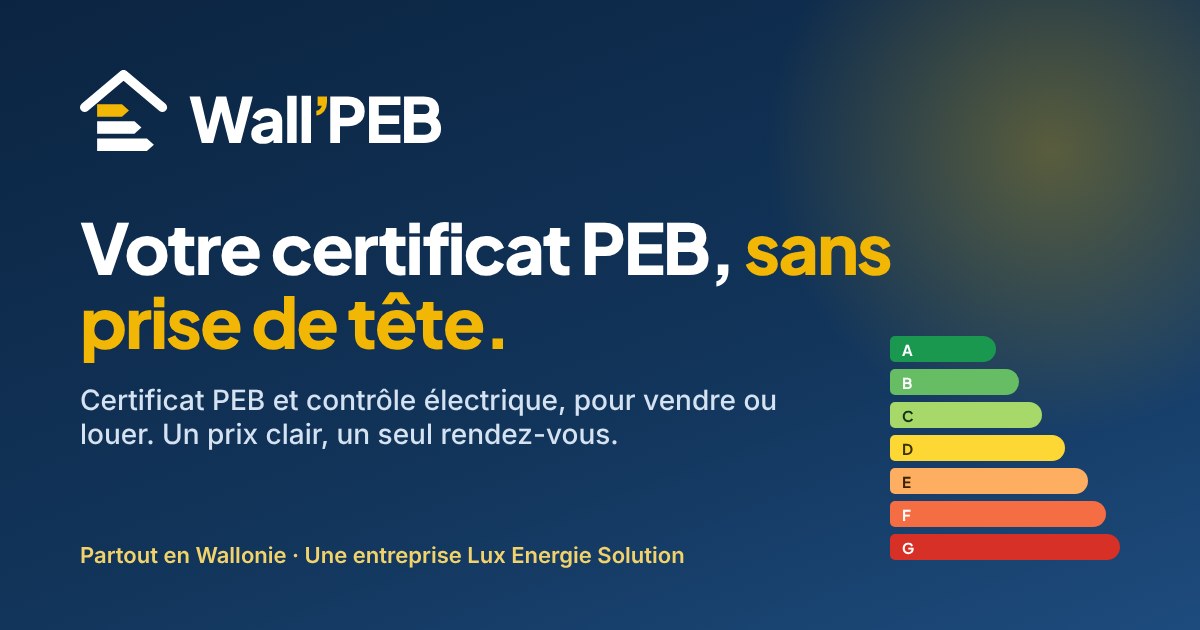 Wall’PEB
Votre certificat PEB, sans
prise de tête.
Certificat PEB et contrôle électrique, pour vendre ou
louer. Un prix clair, un seul rendez-vous.
A
B
C
D
E
F
G
Partout en Wallonie · Une entreprise Lux Energie Solution